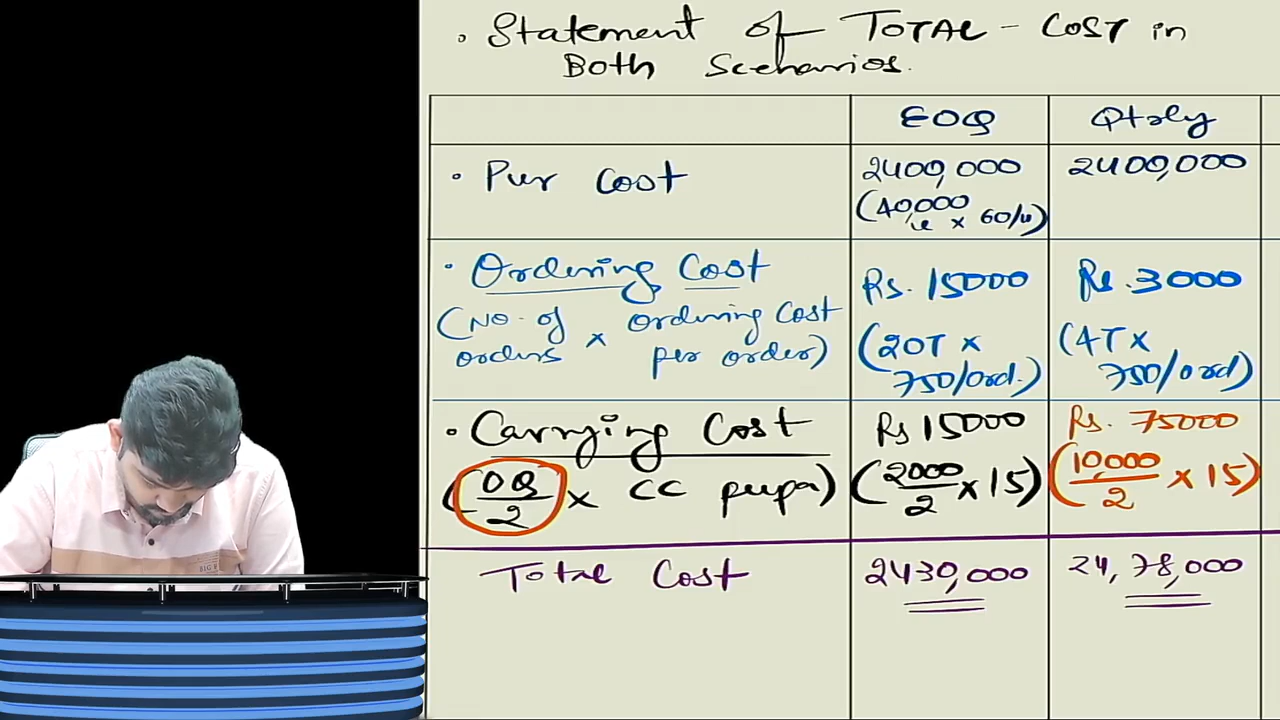 • Statement of TOTAL - COST in
Both Scenarios.
EOQ Qtrly
• Pur Cost 2400,000 2400,000
(40,000
u x 60/u)
• Ordering Cost Rs. 15000 Rs. 3000
(No. of orders x ordering cost per order) (20T x 750/ord.) (4T x 750/ord)
• Carrying Cost Rs 15000 Rs. 75000
(OQ/2 x CC pupa) (2000/2 x 15) (10,000/2 x 15)
Total Cost 2430,000 24,78,000